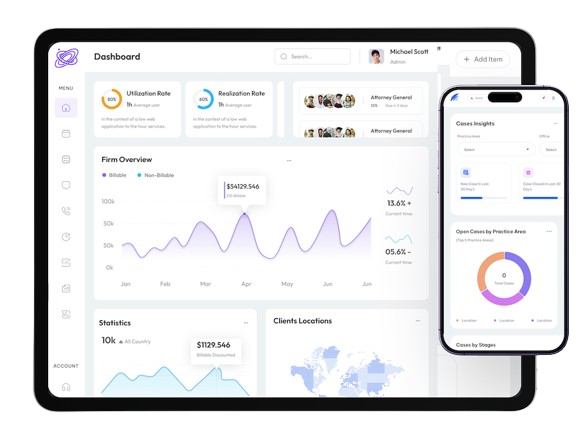 Dashboard
Search...
Michael Scott
Admin
+ Add Item
MENU
80%
Utilization Rate
1h Average user
In the context of a law web
application to the hour services.
60%
Realization Rate
1h Average user
In the context of a law web
application to the hour services.
Attorney General
Attorney General
Firm Overview
...
Billable
Non-Billable
$54129.546
100k
50k
50k
0k
Jan
Feb
Mar
Apr
May
Jun
Jun
13.6% +
Current time
05.6% -
Current time
Statistics
...
10k
All Country
$1129.546
Billable Discounted
Clients Locations
...
ACCOUNT
Cases Insights
...
Practice Area
Office
Select
Select
New Case in Last
30 Day's
Case Closed in Last 30
Day's
Open Cases by Practice Area
...
(Top 5 Practice Areas)
0
Total Cases
Location
Location
Location
Cases by Stages